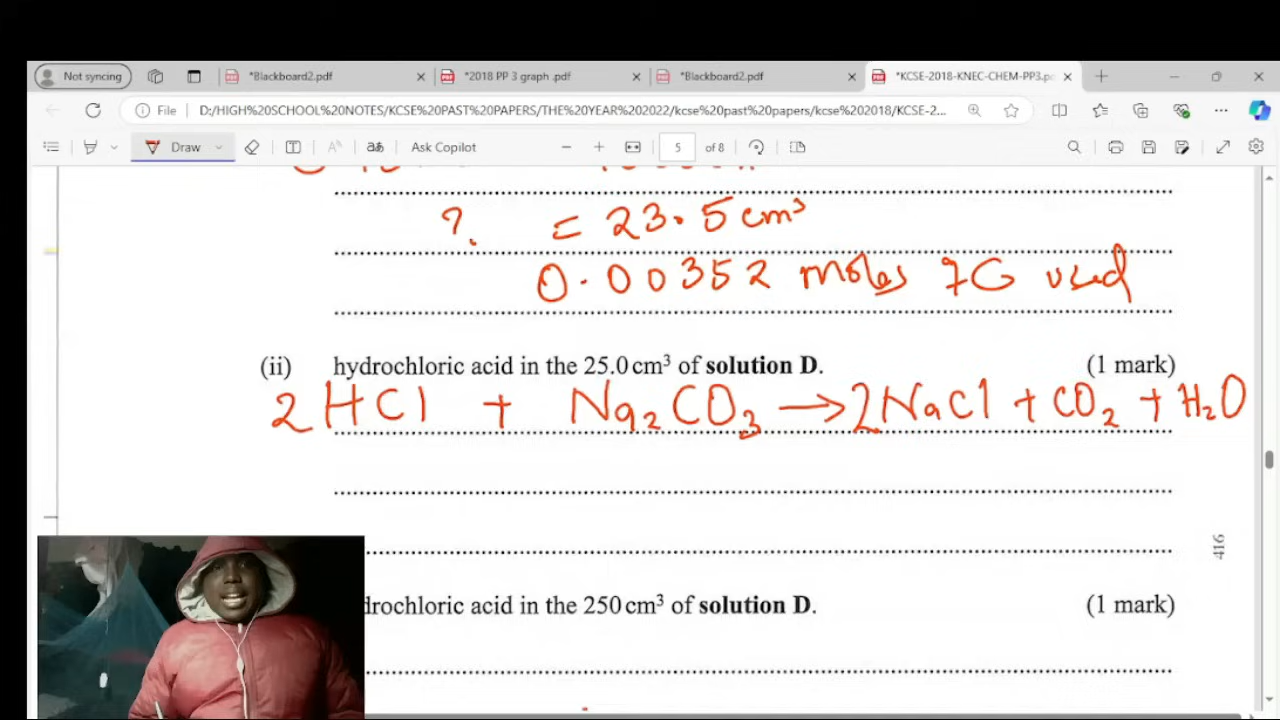 Not syncing
*Blackboard2.pdf
*2018 PP 3 graph .pdf
*Blackboard2.pdf
*KCSE-2018-KNEC-CHEM-PP3.p
File
D:/HIGH%20SCHOOL%20NOTES/KCSE%20PAST%20PAPERS/THE%20YEAR%202022/kcse%20past%20papers/kcse%202018/KCSE-2...
Draw
Ask Copilot
5 of 8
? = 23.5 cm³
0.00352 moles of G used
(ii) hydrochloric acid in the 25.0 cm³ of solution D. (1 mark)
2HCl + Na₂CO₃ → 2NaCl + CO₂ + H₂O
416
drochloric acid in the 250 cm³ of solution D. (1 mark)